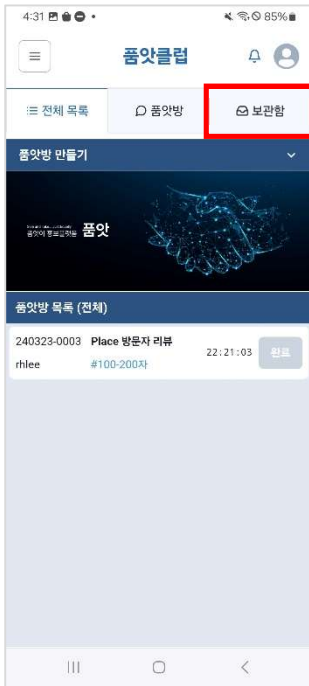 4:31 85%
품앗클럽
전체 목록 품앗방 보관함
품앗방 만들기
품앗
품앗방 목록 (전체)
240323-0003 Place 방문자 리뷰
22:21:03 완료
rhlee #100-200자